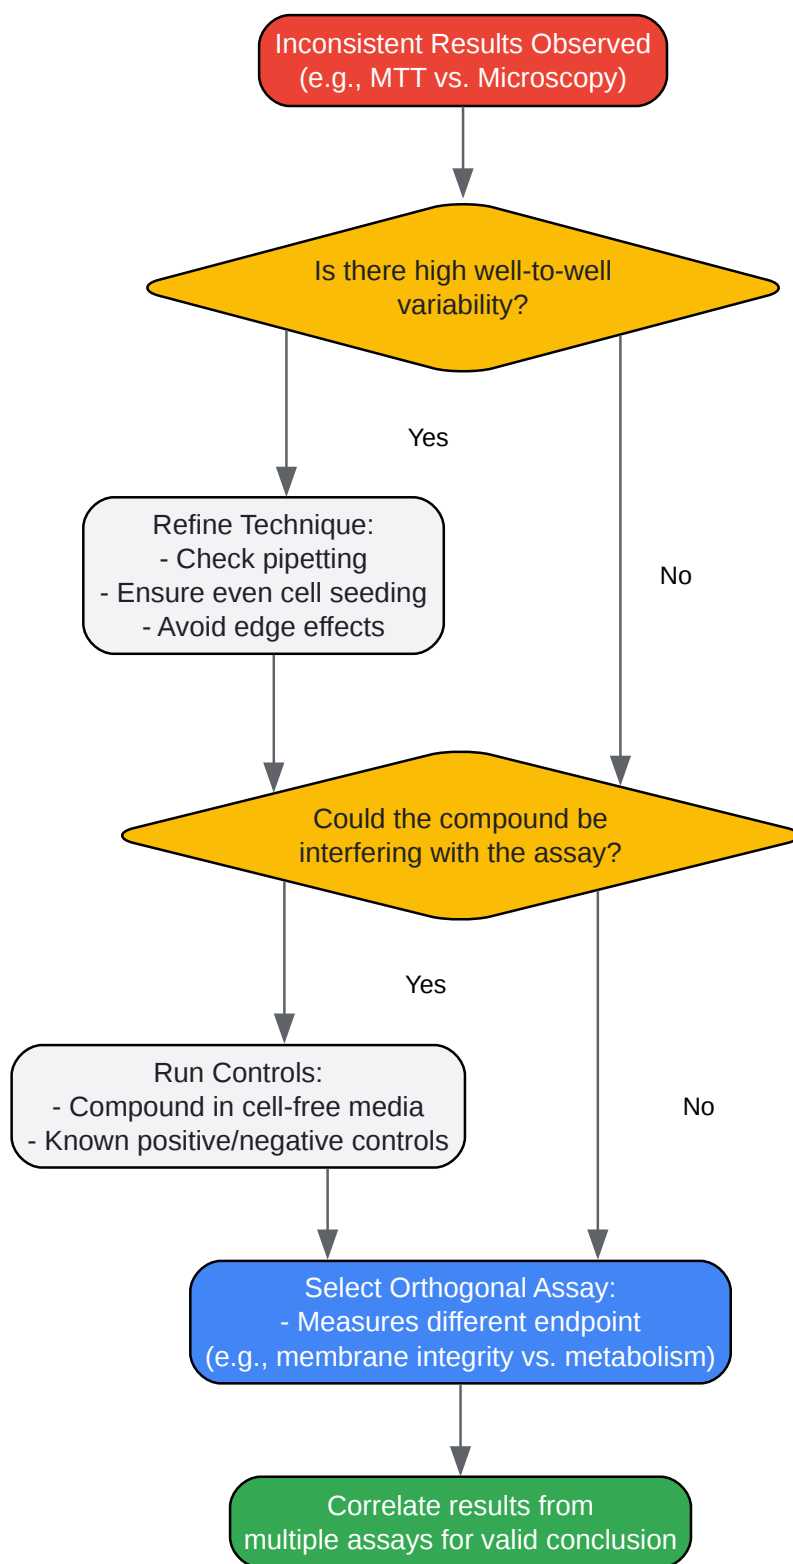 Inconsistent Results Observed
(e.g., MTT vs. Microscopy)
Is there high well-to-well
variability?
Yes
Refine Technique:
- Check pipetting
- Ensure even cell seeding
- Avoid edge effects
No
Could the compound be
interfering with the assay?
Yes
Run Controls:
- Compound in cell-free media
- Known positive/negative controls
No
Select Orthogonal Assay:
- Measures different endpoint
(e.g., membrane integrity vs. metabolism)
Correlate results from
multiple assays for valid conclusion